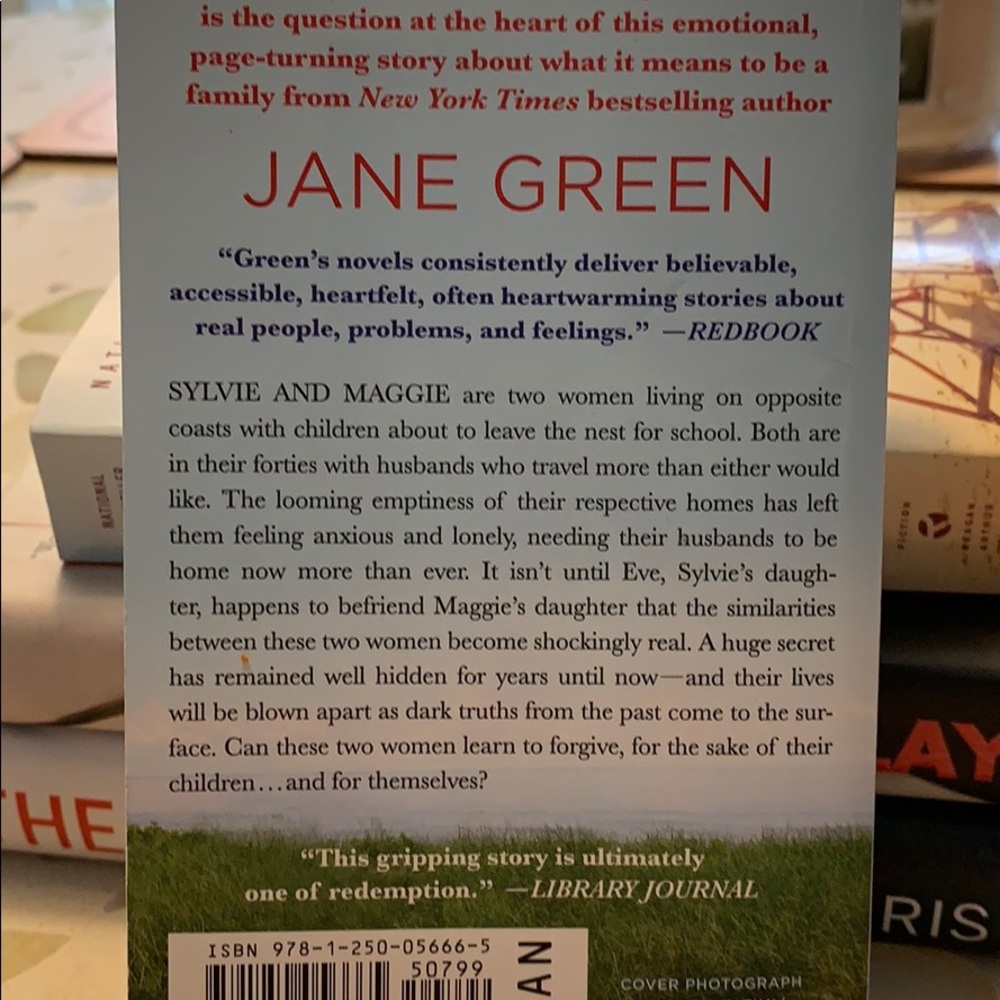 is the question at the heart of this emotional,
page-turning story about what it means to be a
family from New York Times bestselling author
JANE GREEN
“Green’s novels consistently deliver believable,
accessible, heartfelt, often heartwarming stories about
real people, problems, and feelings.” —REDBOOK
SYLVIE AND MAGGIE are two women living on opposite
coasts with children about to leave the nest for school. Both are
in their forties with husbands who travel more than either would
like. The looming emptiness of their respective homes has left
them feeling anxious and lonely, needing their husbands to be
home now more than ever. It isn’t until Eve, Sylvie’s daugh-
ter, happens to befriend Maggie’s daughter that the similarities
between these two women become shockingly real. A huge secret
has remained well hidden for years until now—and their lives
will be blown apart as dark truths from the past come to the sur-
face. Can these two women learn to forgive, for the sake of their
children...and for themselves?
“This gripping story is ultimately
one of redemption.” —LIBRARY JOURNAL
ISBN 978-1-250-05666-5
50799
AN
COVER PHOTOGRAPH
NATI
NATIONAL
THE
FICTION
—REAGAN
ARTHUR
LAY
RIS